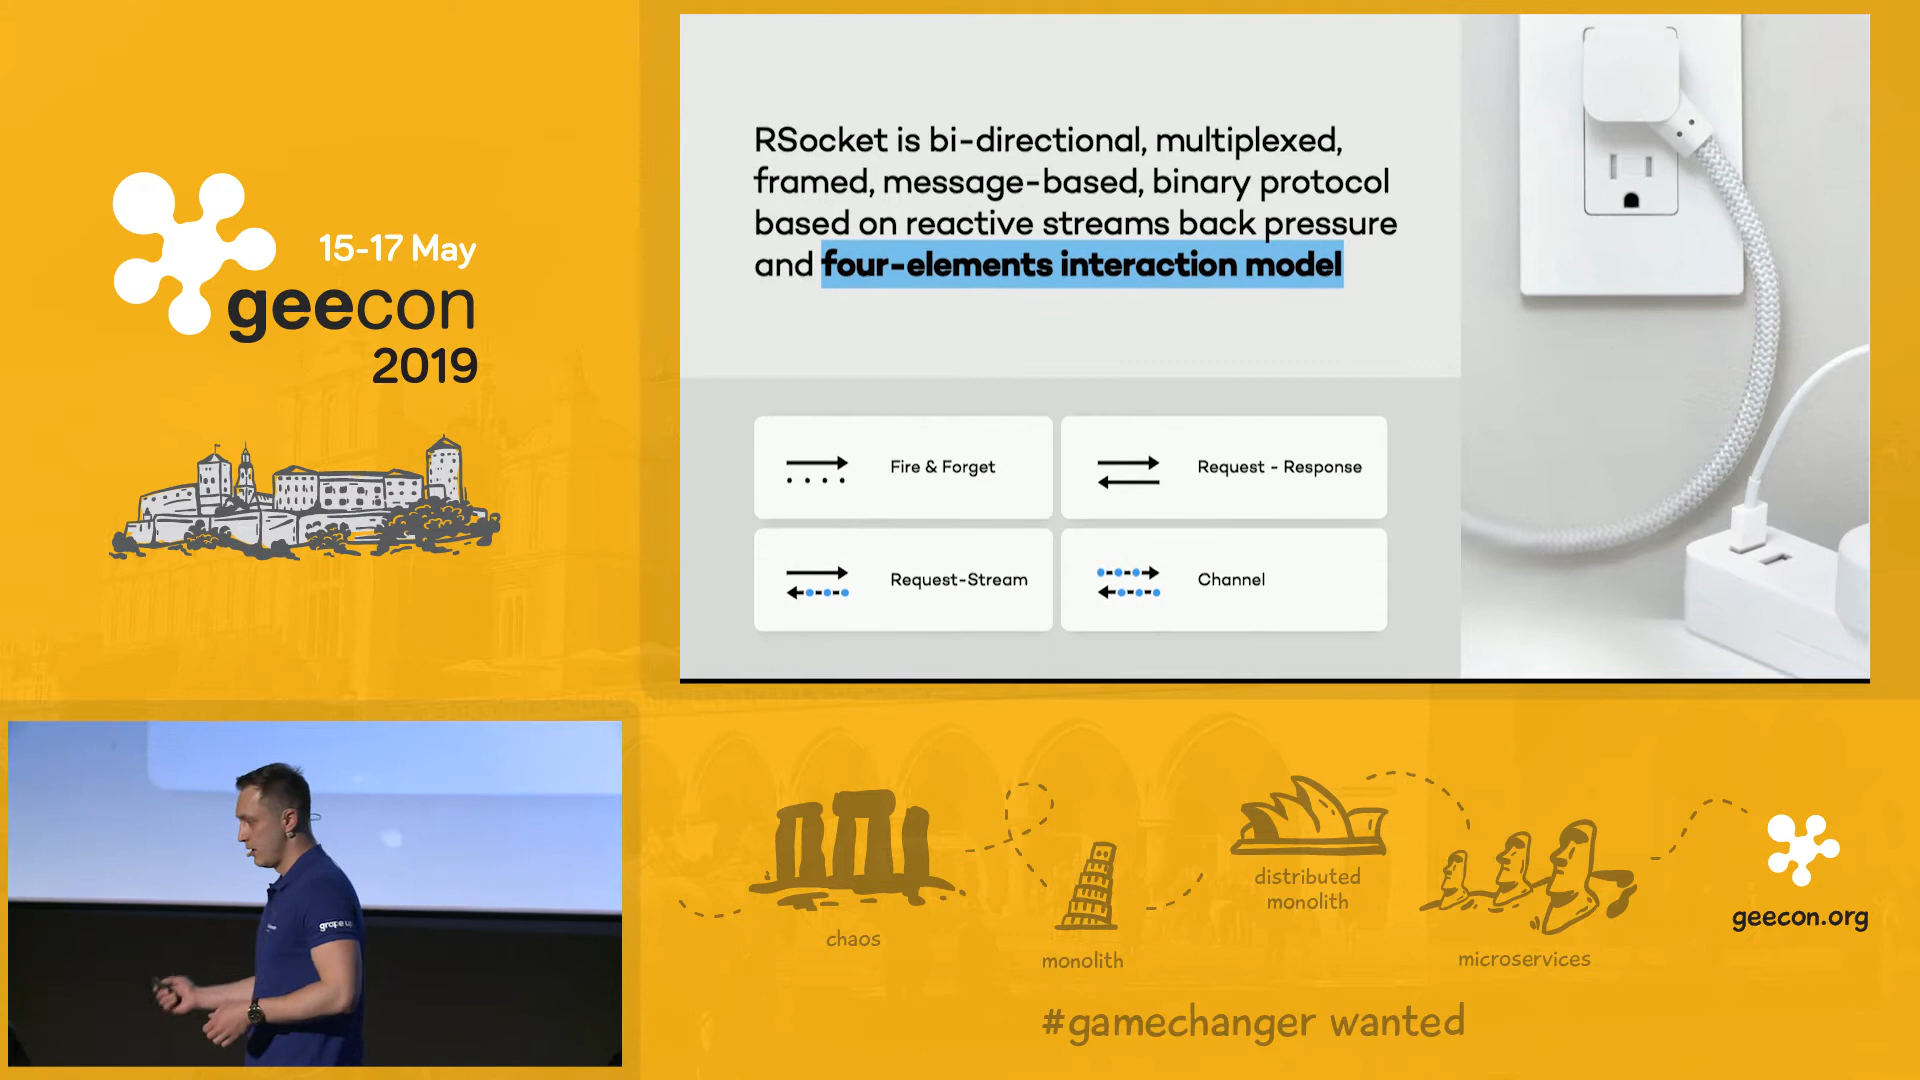 15-17 May
geecon
2019
RSocket is bi-directional, multiplexed,
framed, message-based, binary protocol
based on reactive streams back pressure
and four-elements interaction model
Fire & Forget
Request - Response
Request-Stream
Channel
grape up
chaos
monolith
distributed
monolith
microservices
geecon.org
#gamechanger wanted